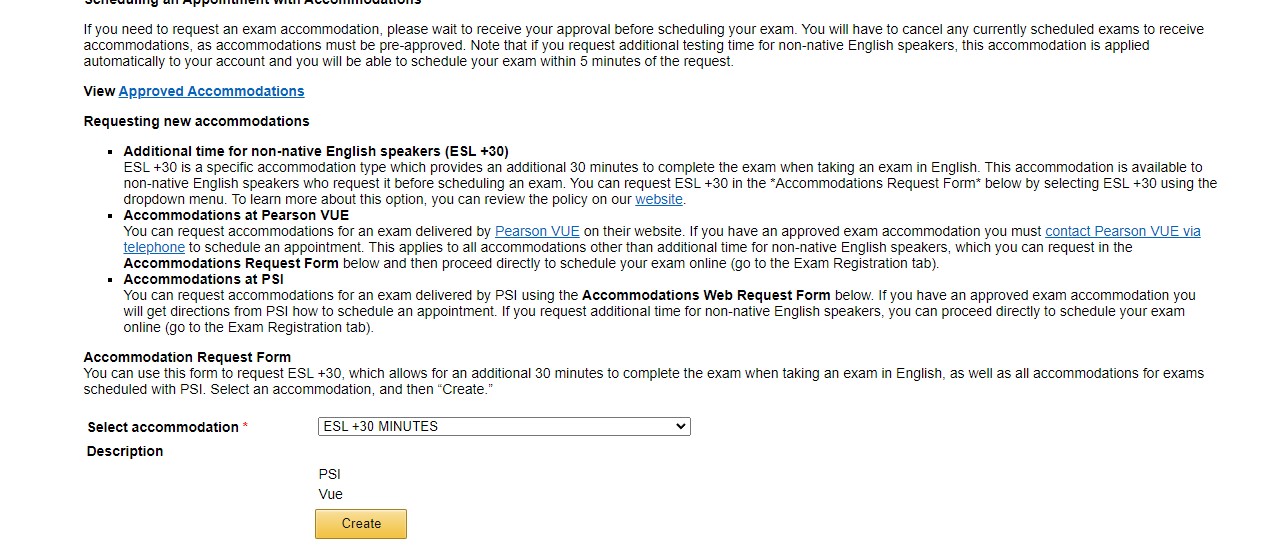 Scheduling an Appointment with Accommodations
If you need to request an exam accommodation, please wait to receive your approval before scheduling your exam. You will have to cancel any currently scheduled exams to receive
accommodations, as accommodations must be pre-approved. Note that if you request additional testing time for non-native English speakers, this accommodation is applied
automatically to your account and you will be able to schedule your exam within 5 minutes of the request.
View Approved Accommodations
Requesting new accommodations
Additional time for non-native English speakers (ESL +30)
ESL +30 is a specific accommodation type which provides an additional 30 minutes to complete the exam when taking an exam in English. This accommodation is available to
non-native English speakers who request it before scheduling an exam. You can request ESL +30 in the *Accommodations Request Form* below by selecting ESL +30 using the
dropdown menu. To learn more about this option, you can review the policy on our website.
Accommodations at Pearson VUE
You can request accommodations for an exam delivered by Pearson VUE on their website. If you have an approved exam accommodation you must contact Pearson VUE via
telephone to schedule an appointment. This applies to all accommodations other than additional time for non-native English speakers, which you can request in the
Accommodations Request Form below and then proceed directly to schedule your exam online (go to the Exam Registration tab).
Accommodations at PSI
You can request accommodations for an exam delivered by PSI using the Accommodations Web Request Form below. If you have an approved exam accommodation you
will get directions from PSI how to schedule an appointment. If you request additional time for non-native English speakers, you can proceed directly to schedule your exam
online (go to the Exam Registration tab).
Accommodation Request Form
You can use this form to request ESL +30, which allows for an additional 30 minutes to complete the exam when taking an exam in English, as well as all accommodations for exams
scheduled with PSI. Select an accommodation, and then “Create.”
Select accommodation * ESL +30 MINUTES
Description
PSI
Vue
Create